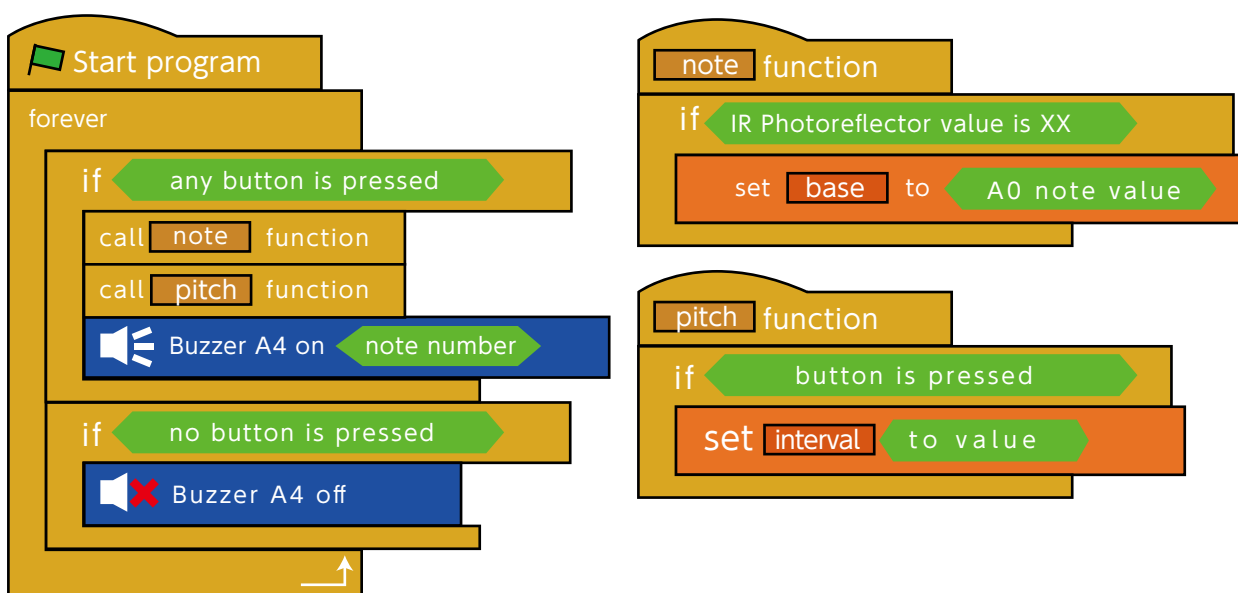 Start program
forever
if any button is pressed
call note function
call pitch function
Buzzer A4 on note number
if no button is pressed
Buzzer A4 off
note function
if IR Photoreflector value is XX
set base to A0 note value
pitch function
if button is pressed
set interval to value